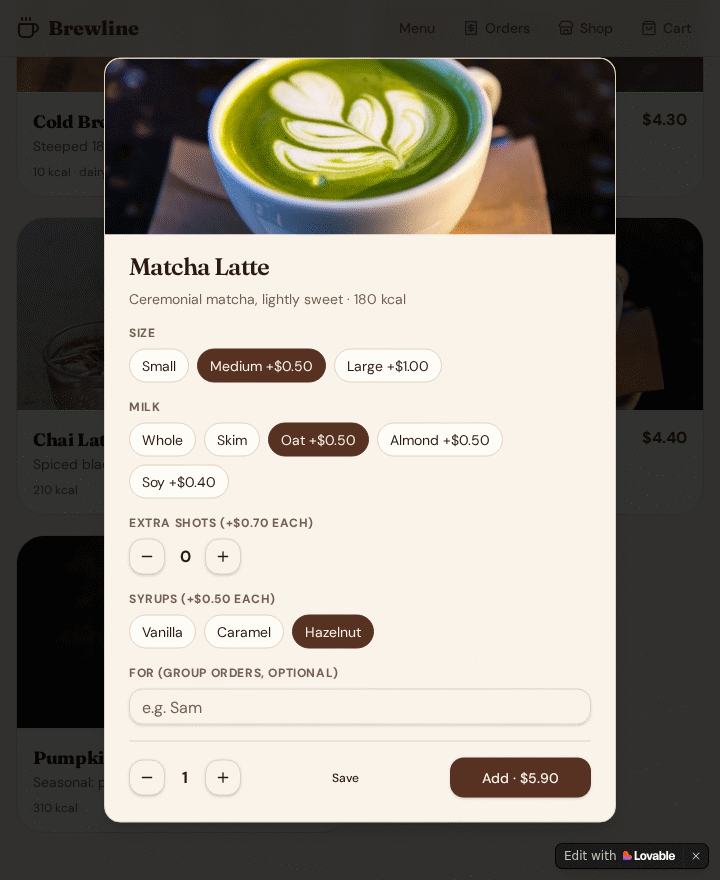 Brewline
Menu Orders Shop Cart
Cold Bre
$4.30
Steeped 18
10 kcal · dair
Matcha Latte
Ceremonial matcha, lightly sweet · 180 kcal
SIZE
Small Medium +$0.50 Large +$1.00
MILK
Whole Skim Oat +$0.50 Almond +$0.50
Soy +$0.40
Chai Lat
$4.40
Spiced blac
210 kcal
EXTRA SHOTS (+$0.70 EACH)
0
SYRUPS (+$0.50 EACH)
Vanilla Caramel Hazelnut
FOR (GROUP ORDERS, OPTIONAL)
e.g. Sam
1 Save Add · $5.90
Pumpki
Seasonal: p
310 kcal
Edit with Lovable